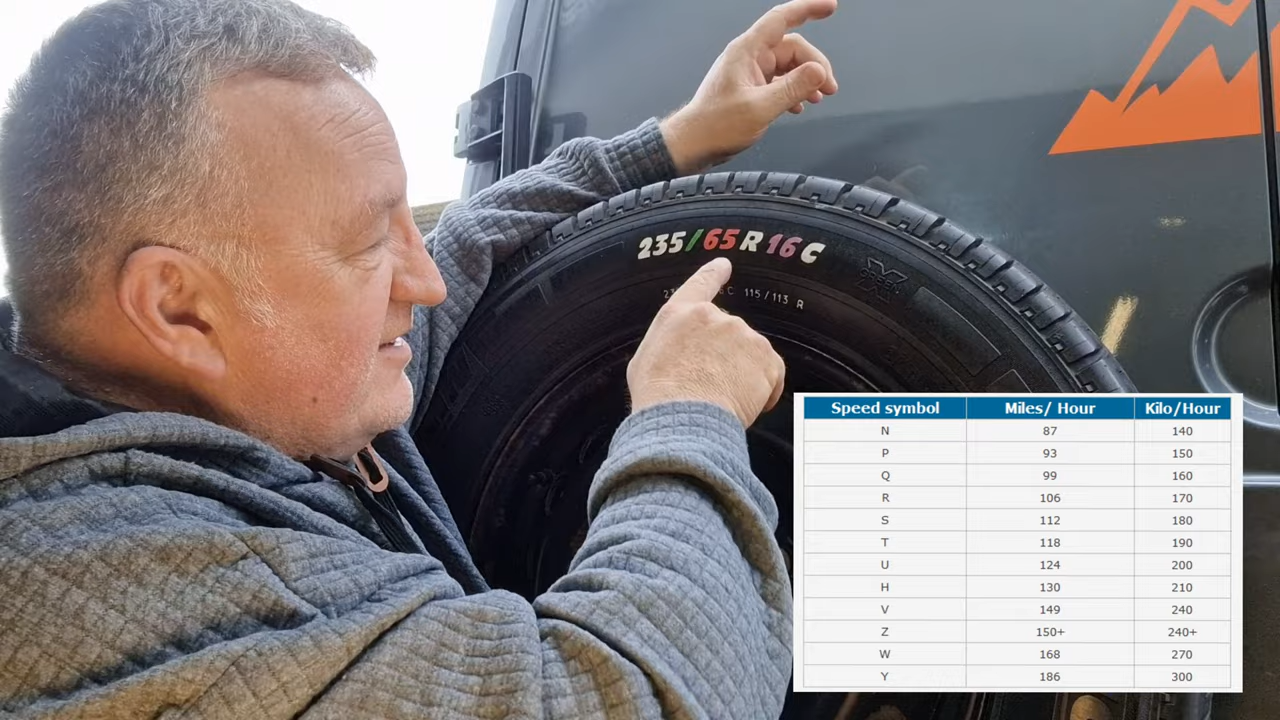 235/65R16C
C 115/113 R
Speed symbol Miles/ Hour Kilo/Hour
N 87 140
P 93 150
Q 99 160
R 106 170
S 112 180
T 118 190
U 124 200
H 130 210
V 149 240
Z 150+ 240+
W 168 270
Y 186 300